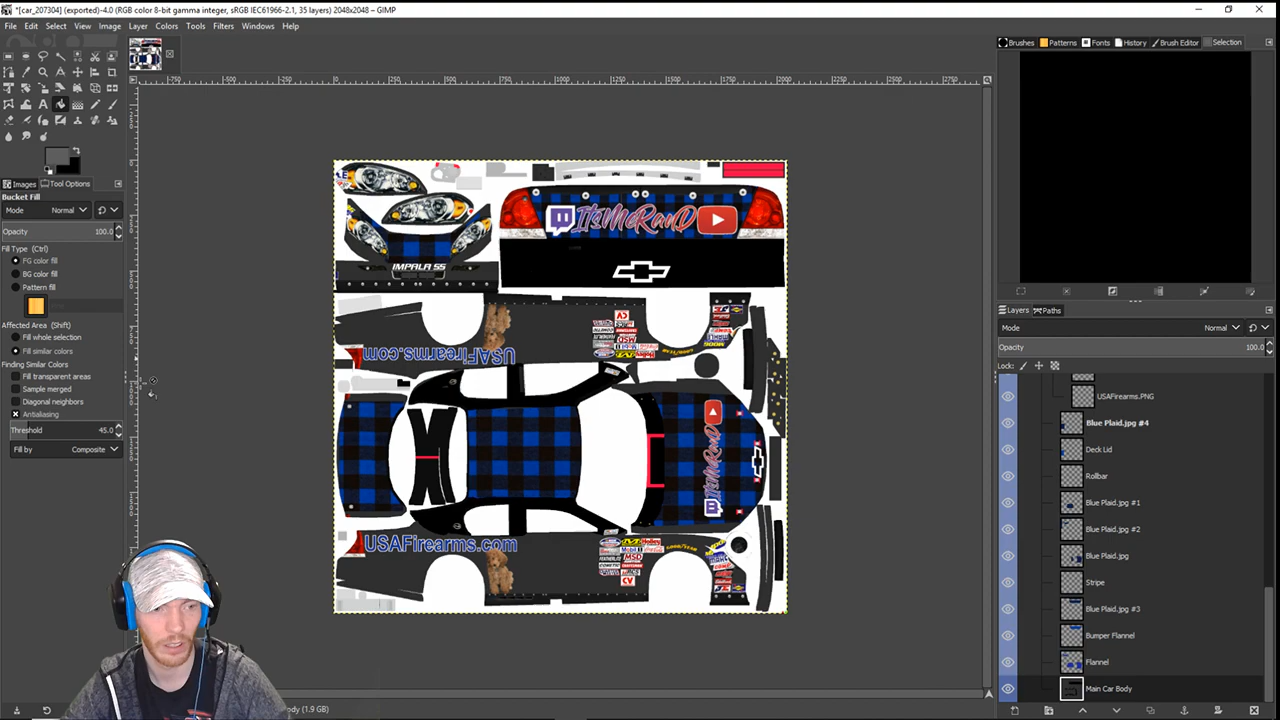 *[car_207304] (exported)-4.0 (RGB color 8-bit gamma integer, sRGB IEC61966-2.1, 35 layers) 2048x2048 – GIMP
File Edit Select View Image Layer Colors Tools Filters Windows Help
Brushes Patterns Fonts History Brush Editor Selection
Images Tool Options
Bucket Fill
Mode Normal
Opacity 100.0
Fill Type (Ctrl)
FG color fill
BG color fill
Pattern fill
Affected Area (Shift)
Fill whole selection
Fill similar colors
Finding Similar Colors
Fill transparent areas
Sample merged
Diagonal neighbors
Antialiasing
Threshold 45.0
Fill by Composite
ItsMeRanD
IMPALA SS
USAFirearms.com
ItsMeRanD
USAFirearms.com
GOODYEAR
MSD
CV
Layers Paths
Mode Normal
Opacity 100.0
Lock:
USAFirearms.PNG
Blue Plaid.jpg #4
Deck Lid
Rollbar
Blue Plaid.jpg #1
Blue Plaid.jpg #2
Blue Plaid.jpg
Stripe
Blue Plaid.jpg #3
Bumper Flannel
Flannel
Main Car Body
body (1.9 GB)